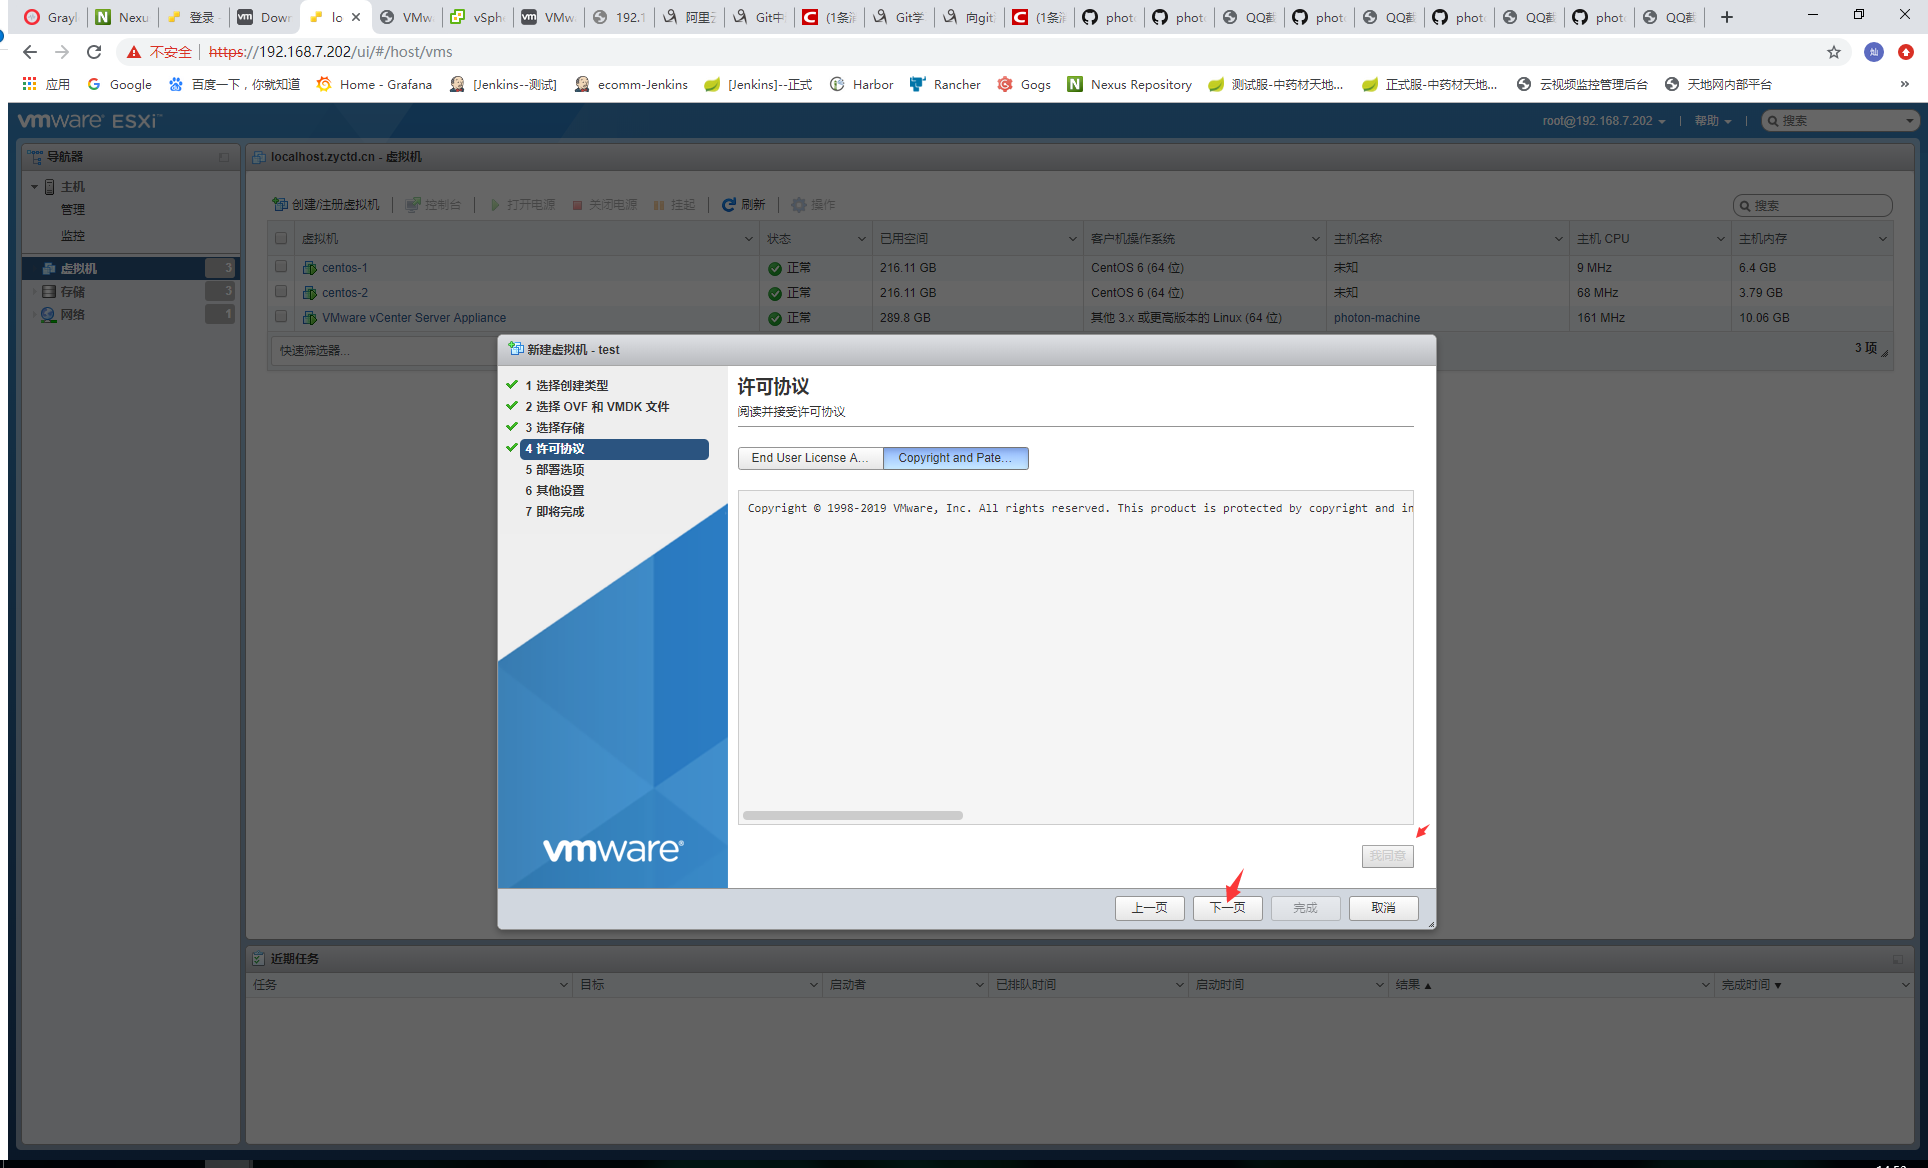 Grayl
Nexu
登录
Dow
lo
VMw
vSph
VMw
192.1
阿里云
Git中
(1条消
Git学
向git
(1条消
phot
phot
QQ截
phot
QQ截
phot
QQ截
phot
QQ截
不安全 https://192.168.7.202/ui/#/host/vms
应用 Google 百度一下，你就知道 Home - Grafana [Jenkins--测试] ecomm-Jenkins [Jenkins]--正式 Harbor Rancher Gogs Nexus Repository 测试服-中药材天地... 正式服-中药材天地... 云视频监控管理后台 天地网内部平台 »
vmware ESXi™ root@192.168.7.202 帮助 搜索
导航器
主机
管理
监控
虚拟机 3
存储 3
网络 1
localhost.zyctd.cn - 虚拟机
创建/注册虚拟机 控制台 打开电源 关闭电源 挂起 刷新 操作 搜索
虚拟机 状态 已用空间 客户机操作系统 主机名称 主机 CPU 主机内存
centos-1 正常 216.11 GB CentOS 6 (64 位) 未知 9 MHz 6.4 GB
centos-2 正常 216.11 GB CentOS 6 (64 位) 未知 68 MHz 3.79 GB
VMware vCenter Server Appliance 正常 289.8 GB 其他 3.x 或更高版本的 Linux (64 位) photon-machine 161 MHz 10.06 GB
快速筛选器... 3 项
新建虚拟机 - test
1 选择创建类型
2 选择 OVF 和 VMDK 文件
3 选择存储
4 许可协议
5 部署选项
6 其他设置
7 即将完成
vmware
许可协议
阅读并接受许可协议
End User License A... Copyright and Pate...
Copyright © 1998-2019 VMware, Inc. All rights reserved. This product is protected by copyright and in
我同意
上一页 下一页 完成 取消
近期任务
任务 目标 启动者 已排队时间 启动时间 结果▲ 完成时间▼